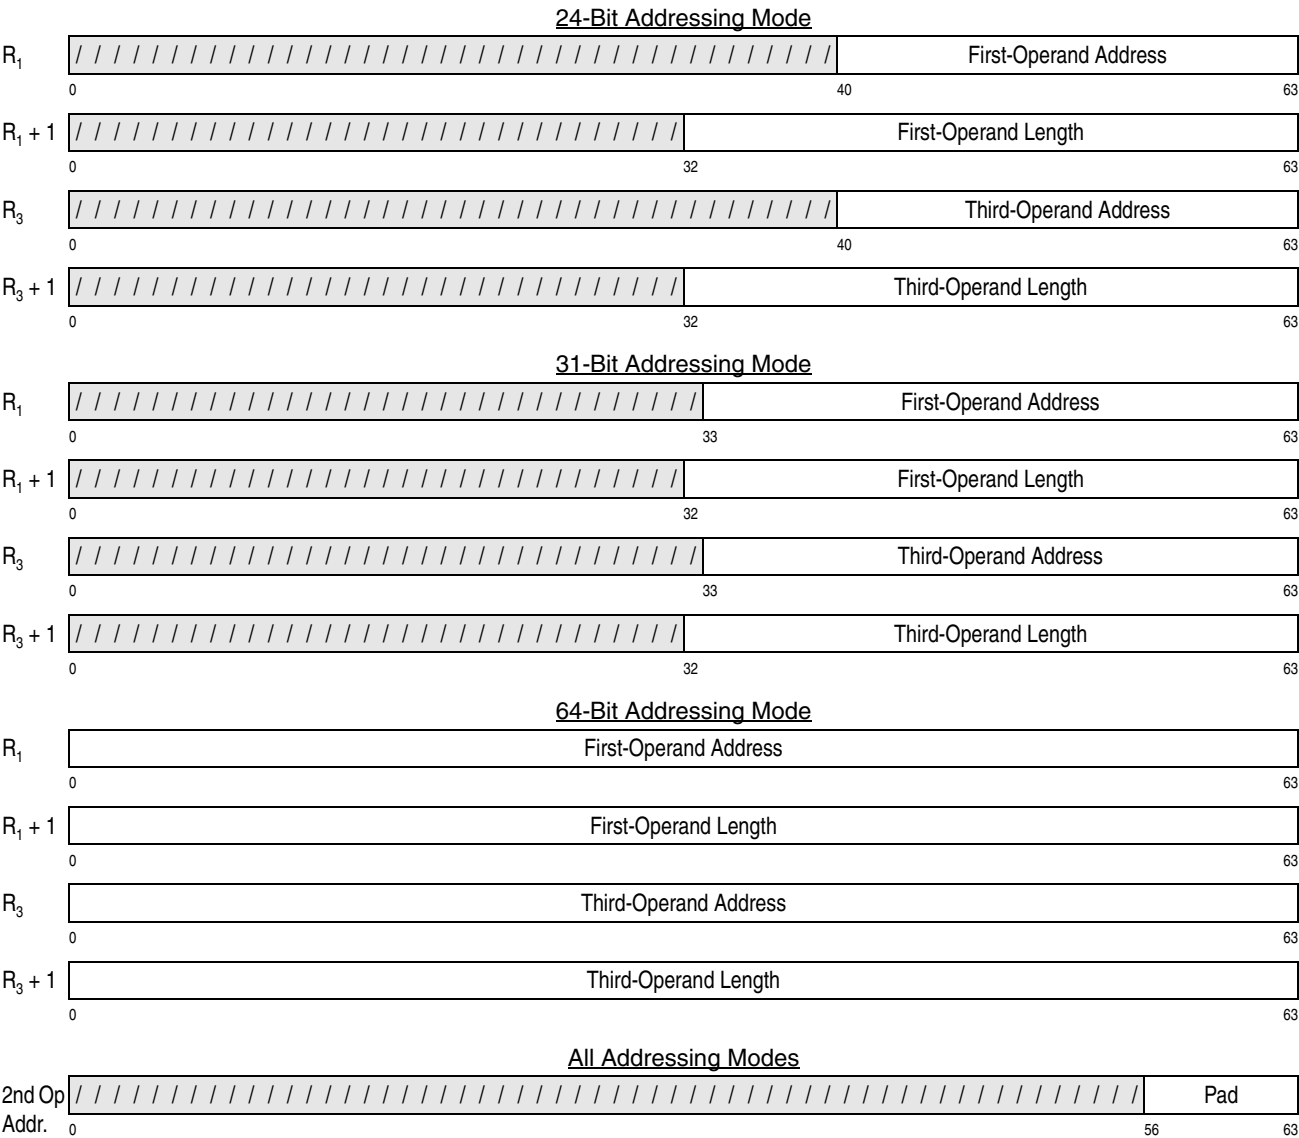 24-Bit Addressing Mode
R₁ / / / / / / / / / / / / / / / / / / / / / / / / / / / / / / / / / / / / / / / / First-Operand Address
0 40 63
R₁ + 1 / / / / / / / / / / / / / / / / / / / / / / / / / / / / / / / / First-Operand Length
0 32 63
R₃ / / / / / / / / / / / / / / / / / / / / / / / / / / / / / / / / / / / / / / / / Third-Operand Address
0 40 63
R₃ + 1 / / / / / / / / / / / / / / / / / / / / / / / / / / / / / / / / Third-Operand Length
0 32 63
31-Bit Addressing Mode
R₁ / / / / / / / / / / / / / / / / / / / / / / / / / / / / / / / / / First-Operand Address
0 33 63
R₁ + 1 / / / / / / / / / / / / / / / / / / / / / / / / / / / / / / / / First-Operand Length
0 32 63
R₃ / / / / / / / / / / / / / / / / / / / / / / / / / / / / / / / / / Third-Operand Address
0 33 63
R₃ + 1 / / / / / / / / / / / / / / / / / / / / / / / / / / / / / / / / Third-Operand Length
0 32 63
64-Bit Addressing Mode
R₁ First-Operand Address
0 63
R₁ + 1 First-Operand Length
0 63
R₃ Third-Operand Address
0 63
R₃ + 1 Third-Operand Length
0 63
All Addressing Modes
2nd Op / / / / / / / / / / / / / / / / / / / / / / / / / / / / / / / / / / / / / / / / / / / / / / / / / / / / / / / / Pad
Addr. 0 56 63